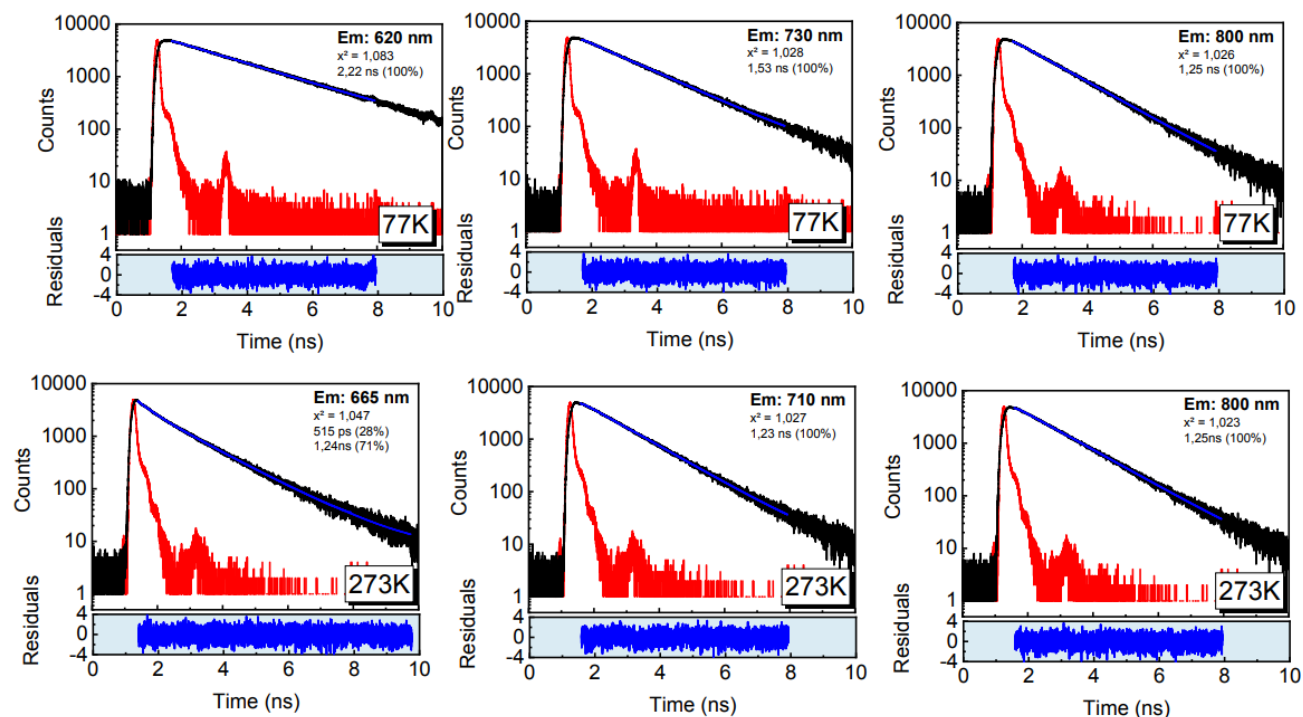 10000
1000
100
10
1
Counts
Em: 620 nm
x² = 1,083
2,22 ns (100%)
77K
4
0
-4
Residuals
0 2 4 6 8 10
Time (ns)
10000
1000
100
10
1
Counts
Em: 730 nm
x² = 1,028
1,53 ns (100%)
77K
4
0
-4
Residuals
0 2 4 6 8 10
Time (ns)
10000
1000
100
10
1
Counts
Em: 800 nm
x² = 1,026
1,25 ns (100%)
77K
4
0
-4
Residuals
0 2 4 6 8 10
Time (ns)
10000
1000
100
10
1
Counts
Em: 665 nm
x² = 1,047
515 ps (28%)
1,24ns (71%)
273K
4
0
-4
Residuals
0 2 4 6 8 10
Time (ns)
10000
1000
100
10
1
Counts
Em: 710 nm
x² = 1,027
1,23 ns (100%)
273K
4
0
-4
Residuals
0 2 4 6 8 10
Time (ns)
10000
1000
100
10
1
Counts
Em: 800 nm
x² = 1,023
1,25ns (100%)
273K
4
0
-4
Residuals
0 2 4 6 8 10
Time (ns)